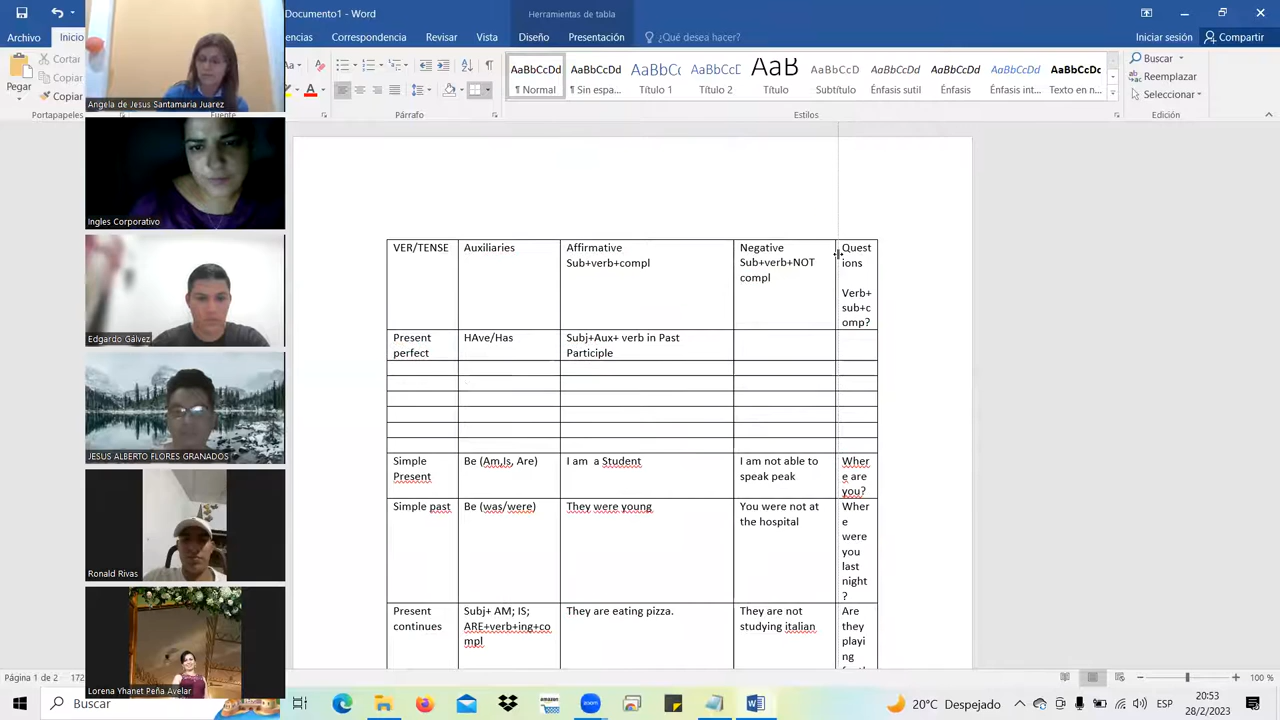 Documento1 - Word
Herramientas de tabla
Archivo
Inicio
Correspondencia
Revisar
Vista
Diseño
Presentación
¿Qué desea hacer?
Iniciar sesión
Compartir
Pegar
Cortar
Copiar
Portapapeles
Fuente
Párrafo
AaBbCcDd
¶ Normal
AaBbCcDd
¶ Sin espa...
AaBbCc
Título 1
AaBbCcD
Título 2
AaB
Título
AaBbCcD
Subtítulo
AaBbCcDd
Énfasis sutil
AaBbCcDd
Énfasis
AaBbCcDd
Énfasis intenso
AaBbCcDc
Texto en n...
Estilos
Buscar
Reemplazar
Seleccionar
Edición
Angela de Jesus Santamaria Juarez
Ingles Corporativo
Edgardo Gálvez
JESUS ALBERTO FLORES GRANADOS
Ronald Rivas
Lorena Yhanet Peña Avelar
VER/TENSE
Auxiliaries
Affirmative
Sub+verb+compl
Negative
Sub+verb+NOT
compl
Quest
ions
Verb+
sub+c
omp?
Present
perfect
HAve/Has
Subj+Aux+ verb in Past
Participle
Simple
Present
Be (Am,Is, Are)
I am  a Student
I am not able to
speak peak
Wher
e are
you?
Simple past
Be (was/were)
They were young
You were not at
the hospital
Wher
e
were
you
last
night
?
Present
continues
Subj+ AM; IS;
ARE+verb+ing+co
mpl
They are eating pizza.
They are not
studying italian
Are
they
playi
ng
Página 1 de 2
172
100 %
Buscar
amazon
zoom
20°C Despejado
ESP
20:53
28/2/2023